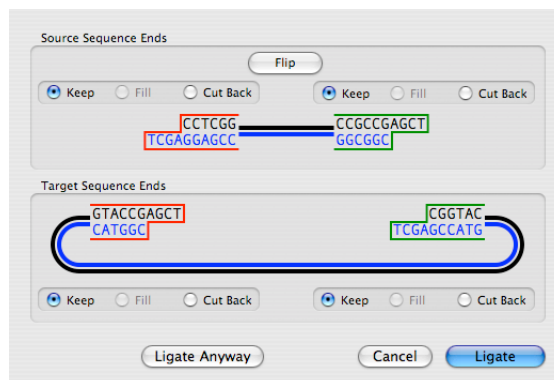 Source Sequence Ends
Flip
Keep Fill Cut Back Keep Fill Cut Back
CCTCGG CCGCCGAGCT
TCGAGGAGCC GGCGGC
Target Sequence Ends
GTACCGAGCT CGGTAC
CATGGC TCGAGCCATG
Keep Fill Cut Back Keep Fill Cut Back
Ligate Anyway Cancel Ligate